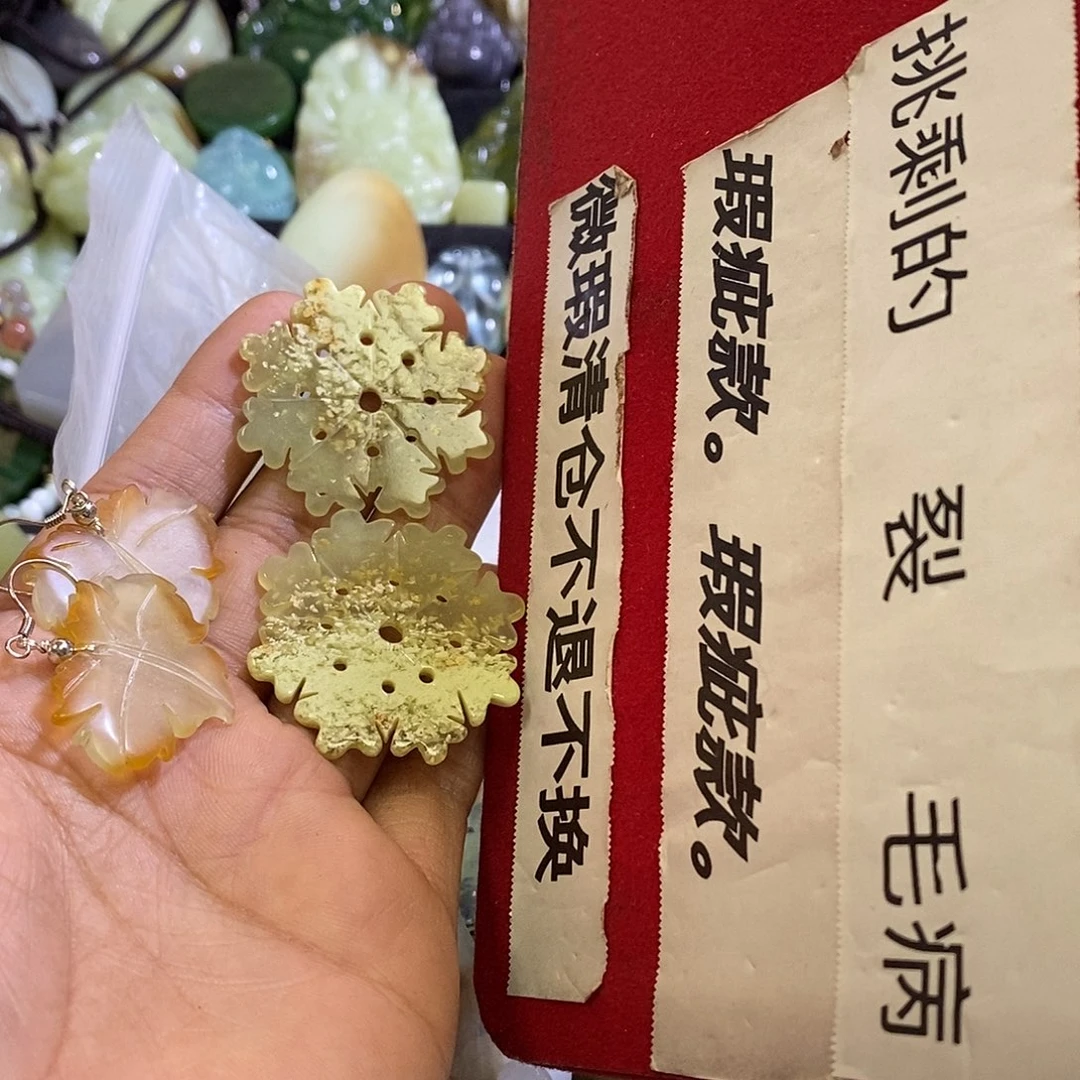 挑剩的 裂 毛病
瑕疵款。 瑕疵款。
微瑕清仓不退不换